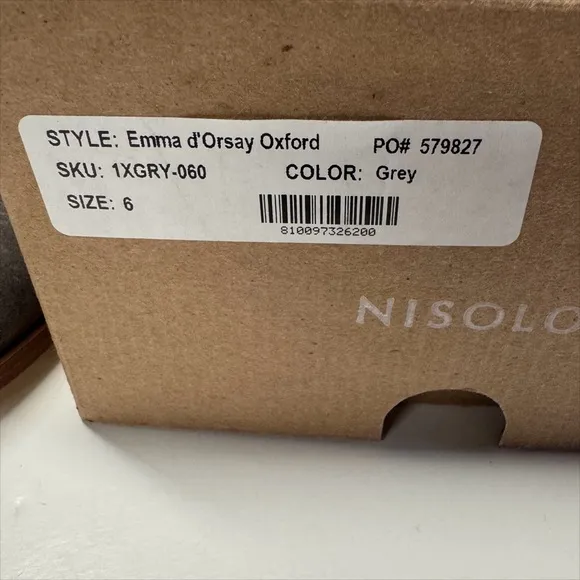 STYLE: Emma d'Orsay Oxford PO# 579827
SKU: 1XGRY-060 COLOR: Grey
SIZE: 6
810097326200
NISOLO